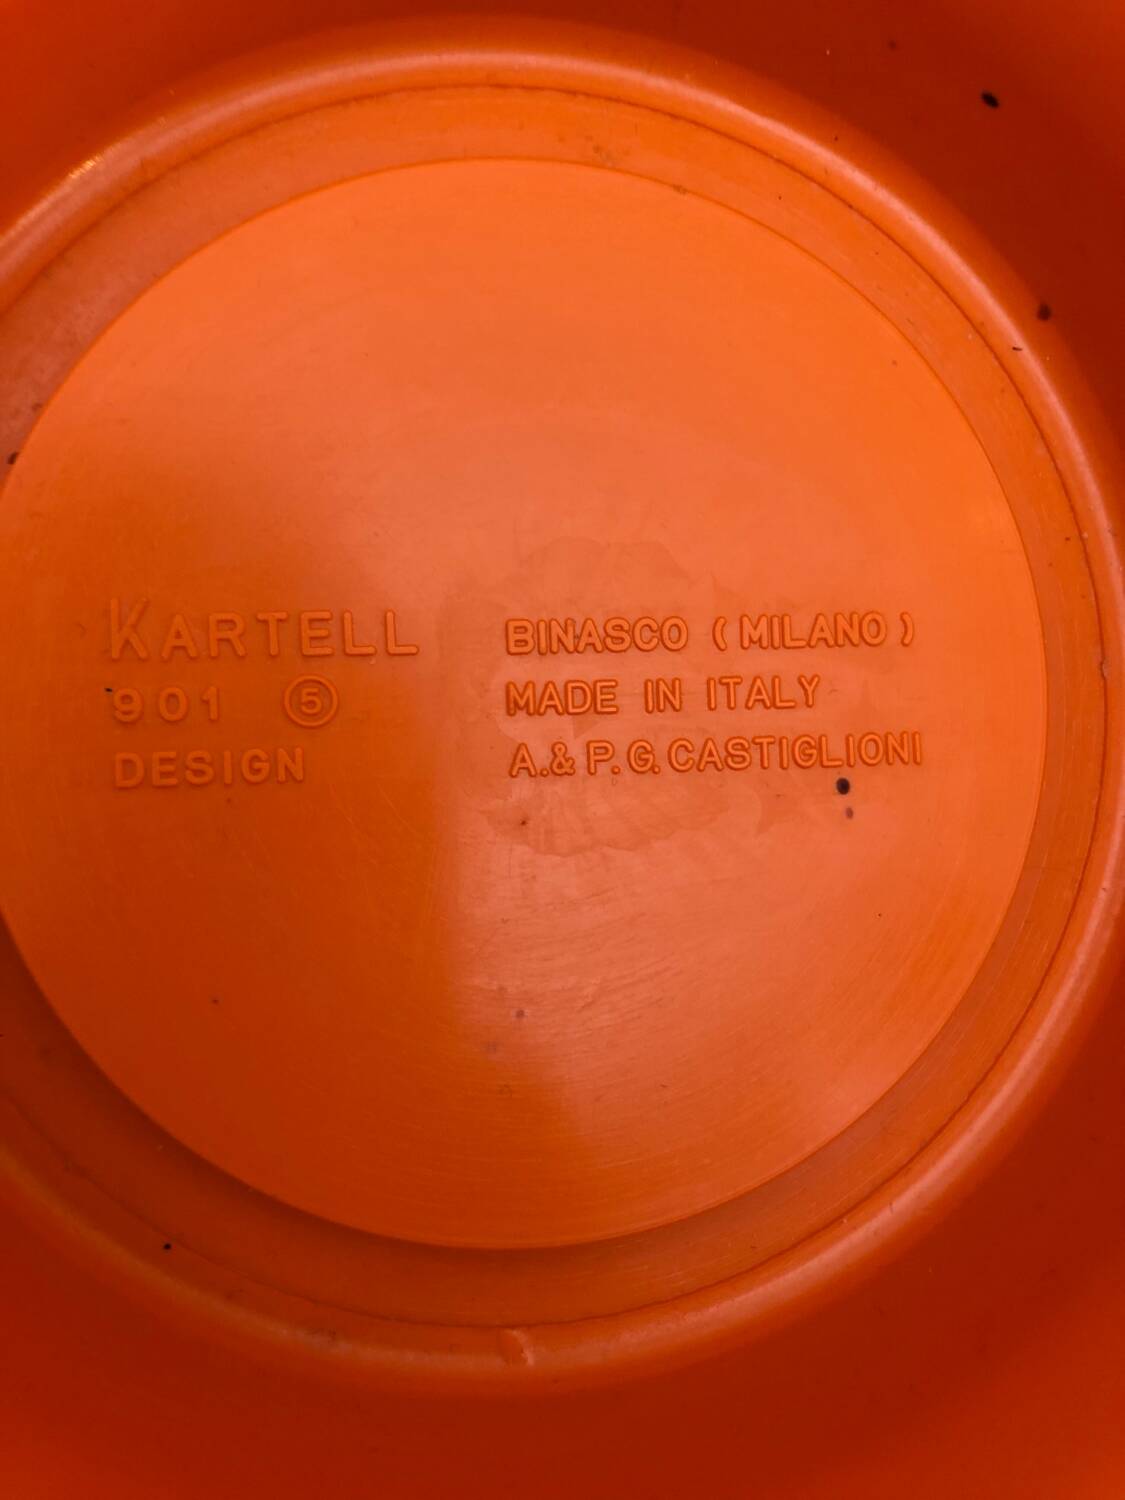 KARTELL
901 5
DESIGN
BINASCO (MILANO)
MADE IN ITALY
A.& P.G. CASTIGLIONI